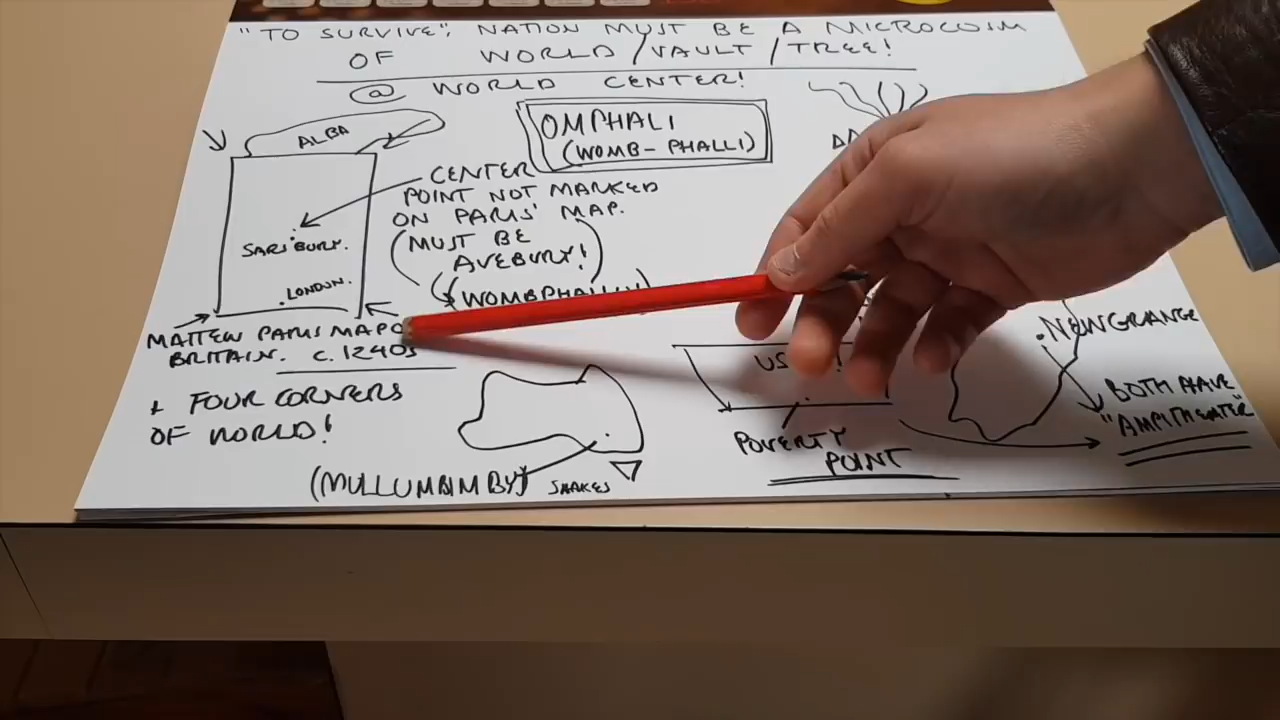 "TO SURVIVE", NATION MUST BE A MICROCOSM
OF WORLD/VAULT/TREE!
@ WORLD CENTER!
ALBA
OMPHALI
(WOMB-PHALLI)
CENTER
POINT NOT MARKED
ON PARIS' MAP.
(MUST BE
AVEBURY!)
SARISBURY.
LONDON.
MATTEW PARIS MAP
BRITAIN. C. 1240s
+ FOUR CORNERS
OF WORLD!
(MULLUMBIMBY)
SNAKES
POVERTY
POINT
.NEWGRANGE
BOTH HAVE
"AMPITHEATER"